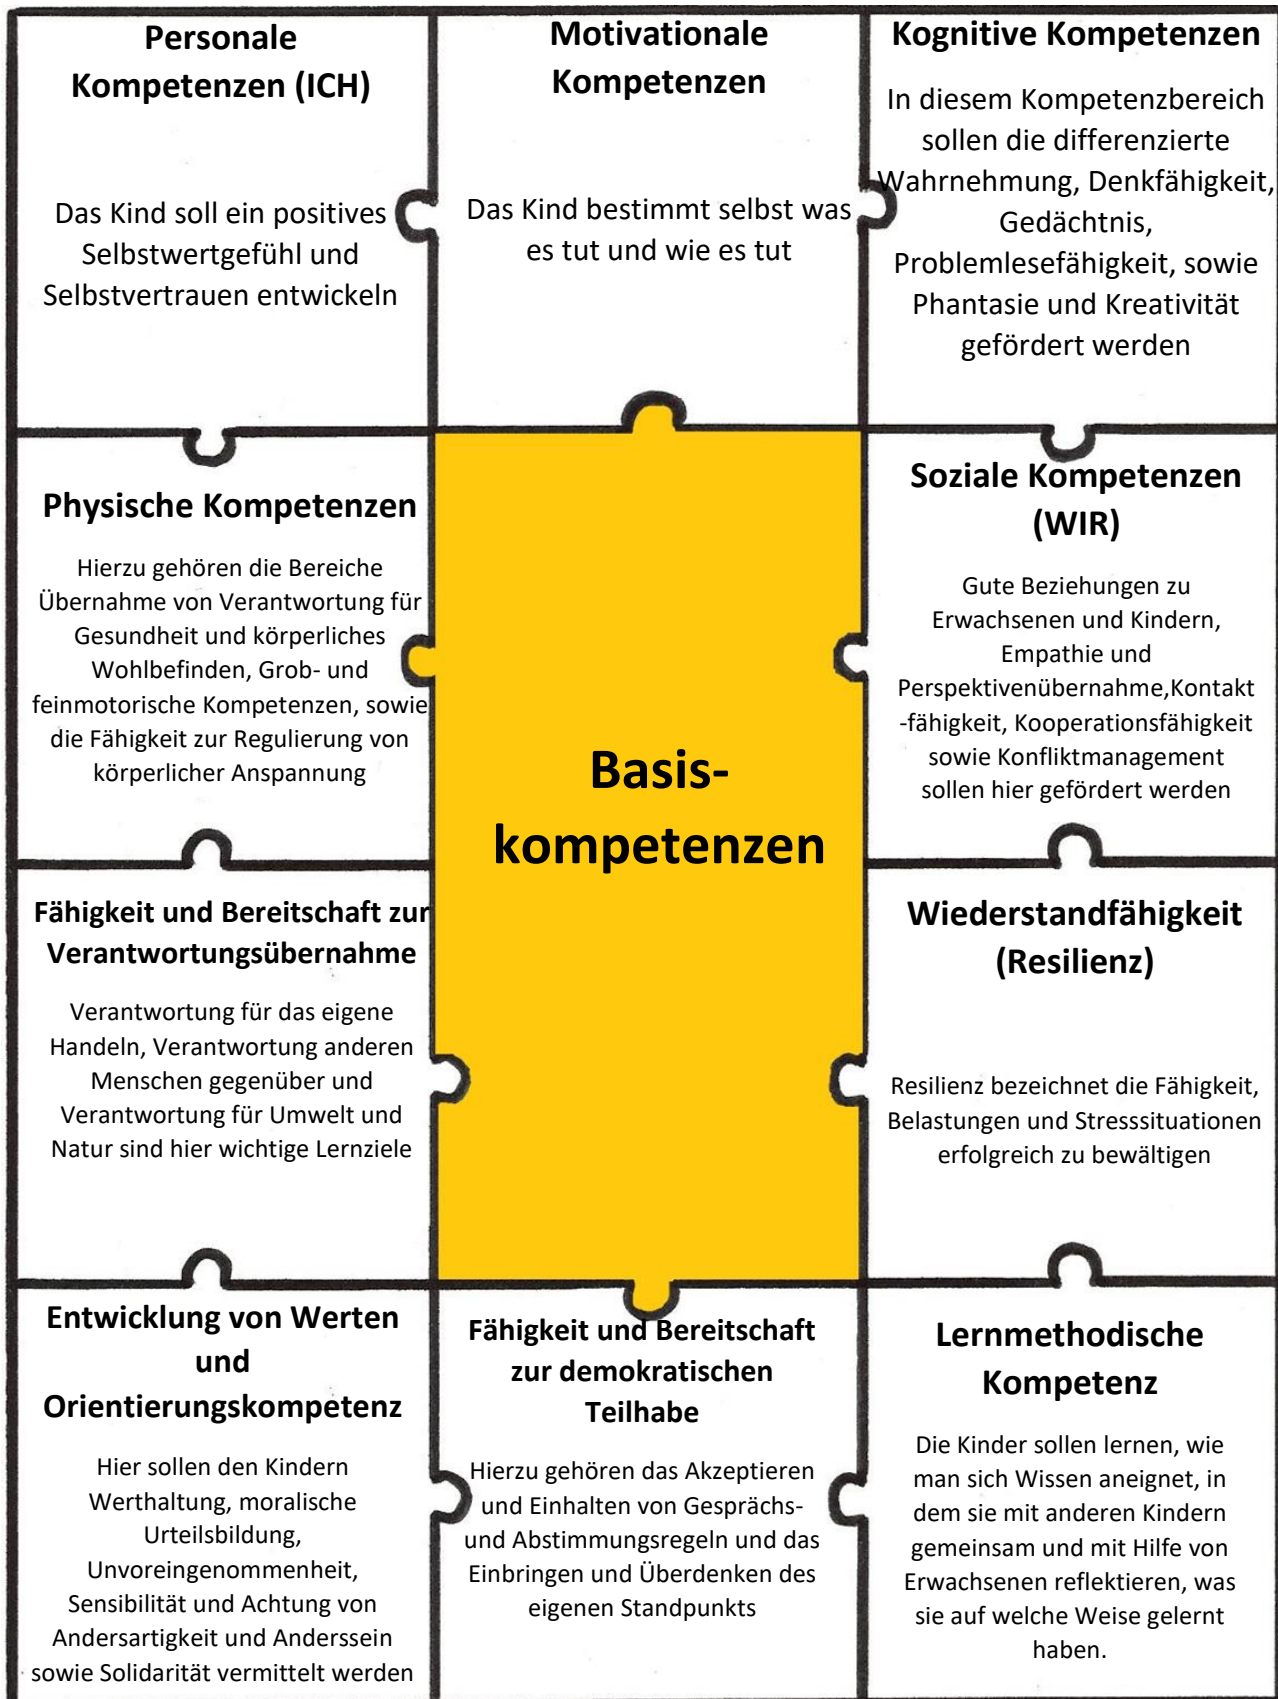 Personale
Kompetenzen (ICH)
Das Kind soll ein positives
Selbstwertgefühl und
Selbstvertrauen entwickeln
Motivationale
Kompetenzen
Das Kind bestimmt selbst was
es tut und wie es tut
Kognitive Kompetenzen
In diesem Kompetenzbereich
sollen die differenzierte
Wahrnehmung, Denkfähigkeit,
Gedächtnis,
Problemlesefähigkeit, sowie
Phantasie und Kreativität
gefördert werden
Physische Kompetenzen
Hierzu gehören die Bereiche
Übernahme von Verantwortung für
Gesundheit und körperliches
Wohlbefinden, Grob- und
feinmotorische Kompetenzen, sowie
die Fähigkeit zur Regulierung von
körperlicher Anspannung
Basis-
kompetenzen
Soziale Kompetenzen
(WIR)
Gute Beziehungen zu
Erwachsenen und Kindern,
Empathie und
Perspektivenübernahme,Kontakt
-fähigkeit, Kooperationsfähigkeit
sowie Konfliktmanagement
sollen hier gefördert werden
Fähigkeit und Bereitschaft zur
Verantwortungsübernahme
Verantwortung für das eigene
Handeln, Verantwortung anderen
Menschen gegenüber und
Verantwortung für Umwelt und
Natur sind hier wichtige Lernziele
Wiederstandfähigkeit
(Resilienz)
Resilienz bezeichnet die Fähigkeit,
Belastungen und Stresssituationen
erfolgreich zu bewältigen
Entwicklung von Werten
und
Orientierungskompetenz
Hier sollen den Kindern
Werthaltung, moralische
Urteilsbildung,
Unvoreingenommenheit,
Sensibilität und Achtung von
Andersartigkeit und Anderssein
sowie Solidarität vermittelt werden
Fähigkeit und Bereitschaft
zur demokratischen
Teilhabe
Hierzu gehören das Akzeptieren
und Einhalten von Gesprächs-
und Abstimmungsregeln und das
Einbringen und Überdenken des
eigenen Standpunkts
Lernmethodische
Kompetenz
Die Kinder sollen lernen, wie
man sich Wissen aneignet, in
dem sie mit anderen Kindern
gemeinsam und mit Hilfe von
Erwachsenen reflektieren, was
sie auf welche Weise gelernt
haben.